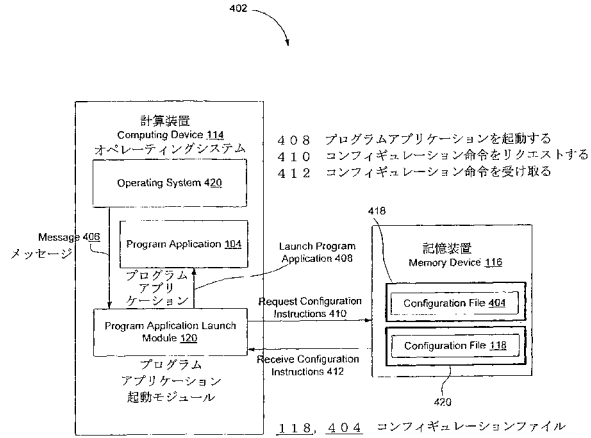 402
計算装置
Computing Device 114
オペレーティングシステム
Operating System 420
408 プログラムアプリケーションを起動する
410 コンフィギュレーション命令をリクエストする
412 コンフィギュレーション命令を受け取る
418
Message 406
メッセージ
Program Application 104
プログラム
アプリ
ケーション
Launch Program
Application 408
記憶装置
Memory Device 116
Configuration File 404
Request Configuration
Instructions 410
Program Application Launch
Module 120
Configuration File 118
Receive Configuration
Instructions 412
プログラム
アプリケーション
起動モジュール
420
118, 404 コンフィギュレーションファイル